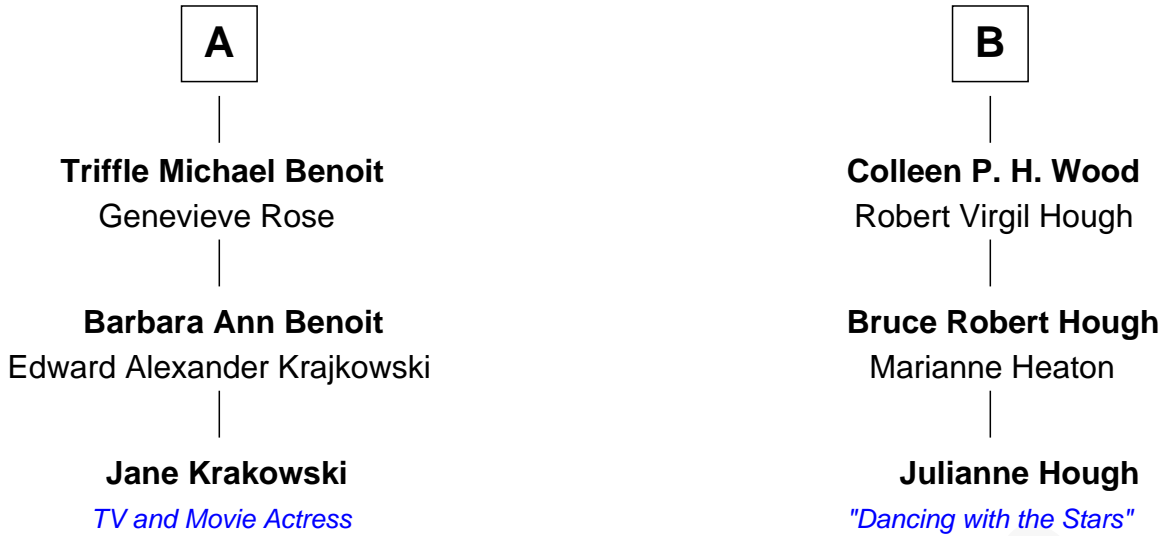 A
Triffle Michael Benoit
Genevieve Rose
Barbara Ann Benoit
Edward Alexander Krajkowski
Jane Krakowski
TV and Movie Actress
B
Colleen P. H. Wood
Robert Virgil Hough
Bruce Robert Hough
Marianne Heaton
Julianne Hough
"Dancing with the Stars"